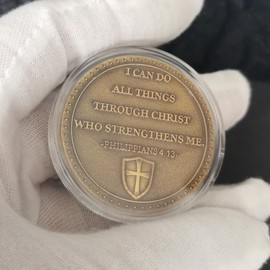 I CAN DO
ALL THINGS
THROUGH CHRIST
WHO STRENGTHENS ME.
-PHILIPPIANS 4:13-